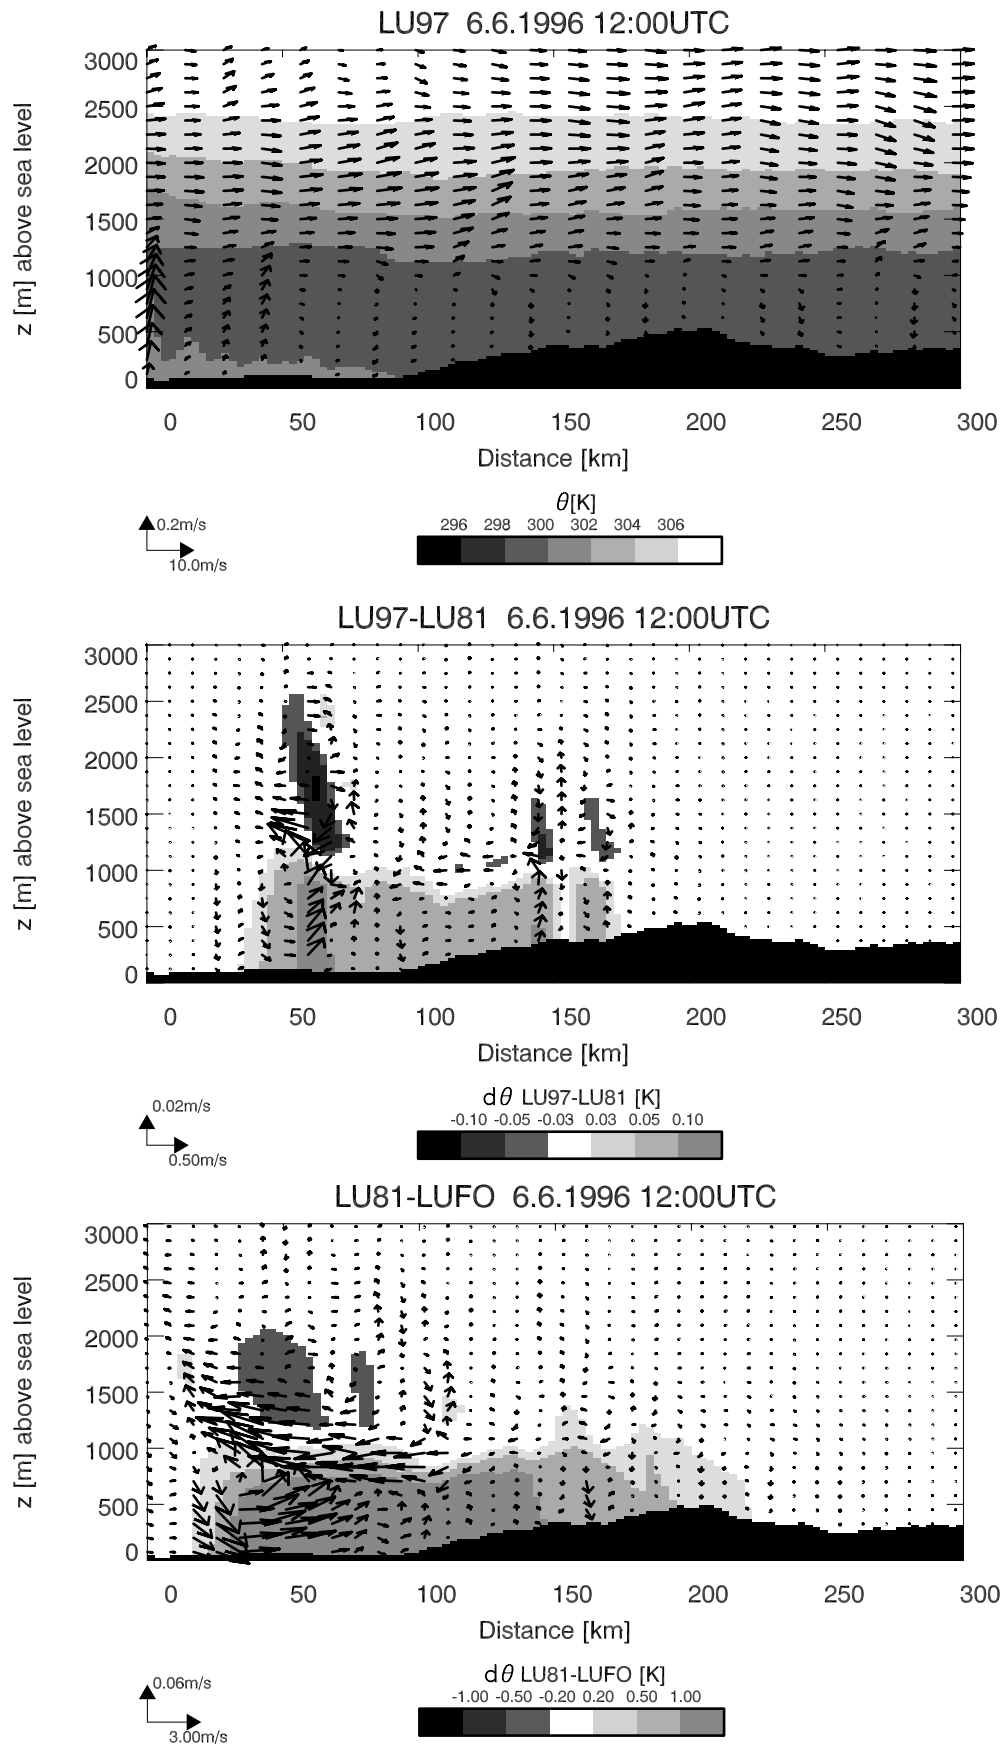 LU97 6.6.1996 12:00UTC
z [m] above sea level
3000
2500
2000
1500
1000
500
0
0 50 100 150 200 250 300
Distance [km]
θ[K]
0.2m/s
10.0m/s
296 298 300 302 304 306
LU97-LU81 6.6.1996 12:00UTC
z [m] above sea level
3000
2500
2000
1500
1000
500
0
0 50 100 150 200 250 300
Distance [km]
dθ LU97-LU81 [K]
0.02m/s
0.50m/s
-0.10 -0.05 -0.03 0.03 0.05 0.10
LU81-LUFO 6.6.1996 12:00UTC
z [m] above sea level
3000
2500
2000
1500
1000
500
0
0 50 100 150 200 250 300
Distance [km]
dθ LU81-LUFO [K]
0.06m/s
3.00m/s
-1.00 -0.50 -0.20 0.20 0.50 1.00